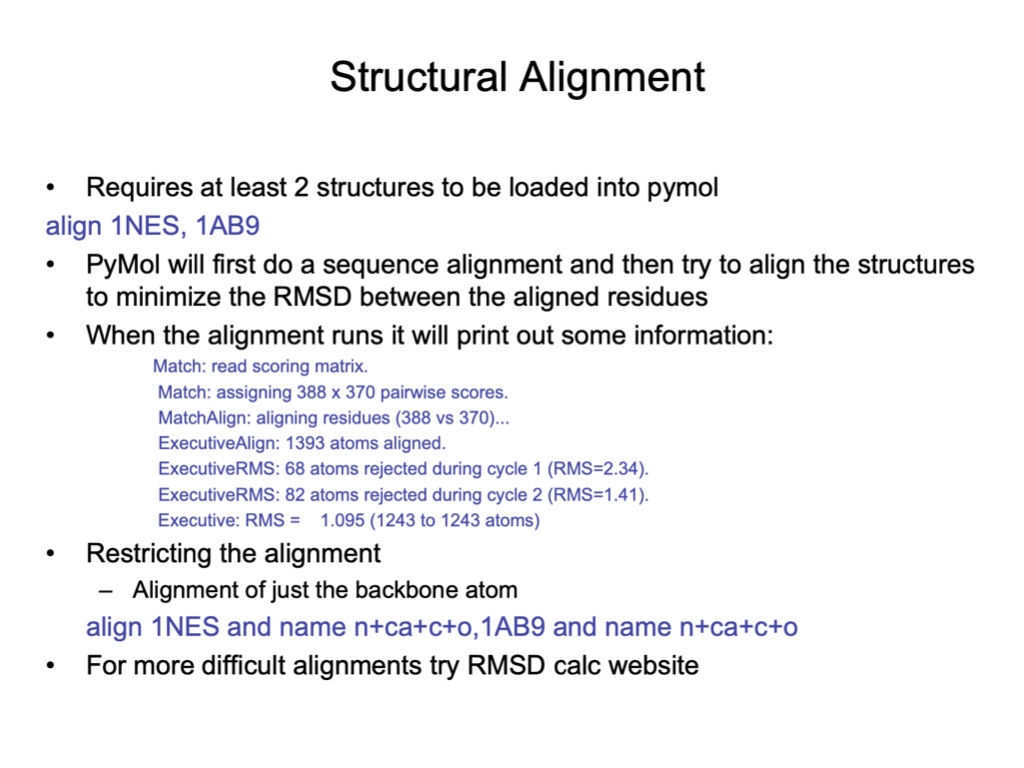 Structural Alignment
• Requires at least 2 structures to be loaded into pymol
align 1NES, 1AB9
• PyMol will first do a sequence alignment and then try to align the structures
to minimize the RMSD between the aligned residues
• When the alignment runs it will print out some information:
Match: read scoring matrix.
Match: assigning 388 x 370 pairwise scores.
MatchAlign: aligning residues (388 vs 370)...
ExecutiveAlign: 1393 atoms aligned.
ExecutiveRMS: 68 atoms rejected during cycle 1 (RMS=2.34).
ExecutiveRMS: 82 atoms rejected during cycle 2 (RMS=1.41).
Executive: RMS = 1.095 (1243 to 1243 atoms)
• Restricting the alignment
– Alignment of just the backbone atom
align 1NES and name n+ca+c+o,1AB9 and name n+ca+c+o
• For more difficult alignments try RMSD calc website